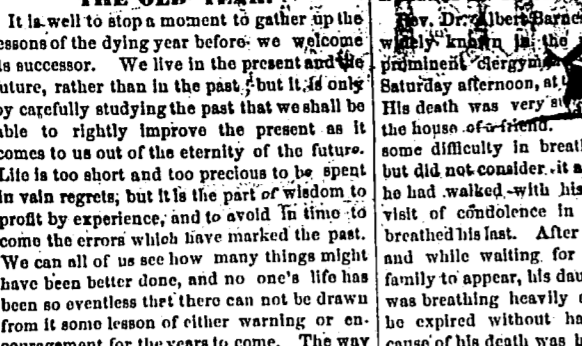 It is well to stop a moment to gather up the
essons of the dying year before we welcome
ts successor. We live in the present and the
uture, rather than in the past, but it is only
by carefully studying the past that we shall be
able to rightly improve the present as it
comes to us out of the eternity of the future.
Life is too short and too precious to be spent
in vain regrets; but it is the part of wisdom to
profit by experience, and to avoid in time to
come the errors which have marked the past.
We can all of us see how many things might
have been better done, and no one's life has
been so eventless thet there can not be drawn
from it some lesson of either warning or en-
couragement for the years to come. The way
Rev. Dr. Albert Barne
widely known in the
prominent clergym
Saturday afternoon, at
His death was very
the house of a friend.
some difficulty in breat
but did not consider it a
he had walked with his
visit of condolence in
breathed his last. After
and while waiting for
family to appear, his dau
was breathing heavily
he expired without ha
cause of his death was